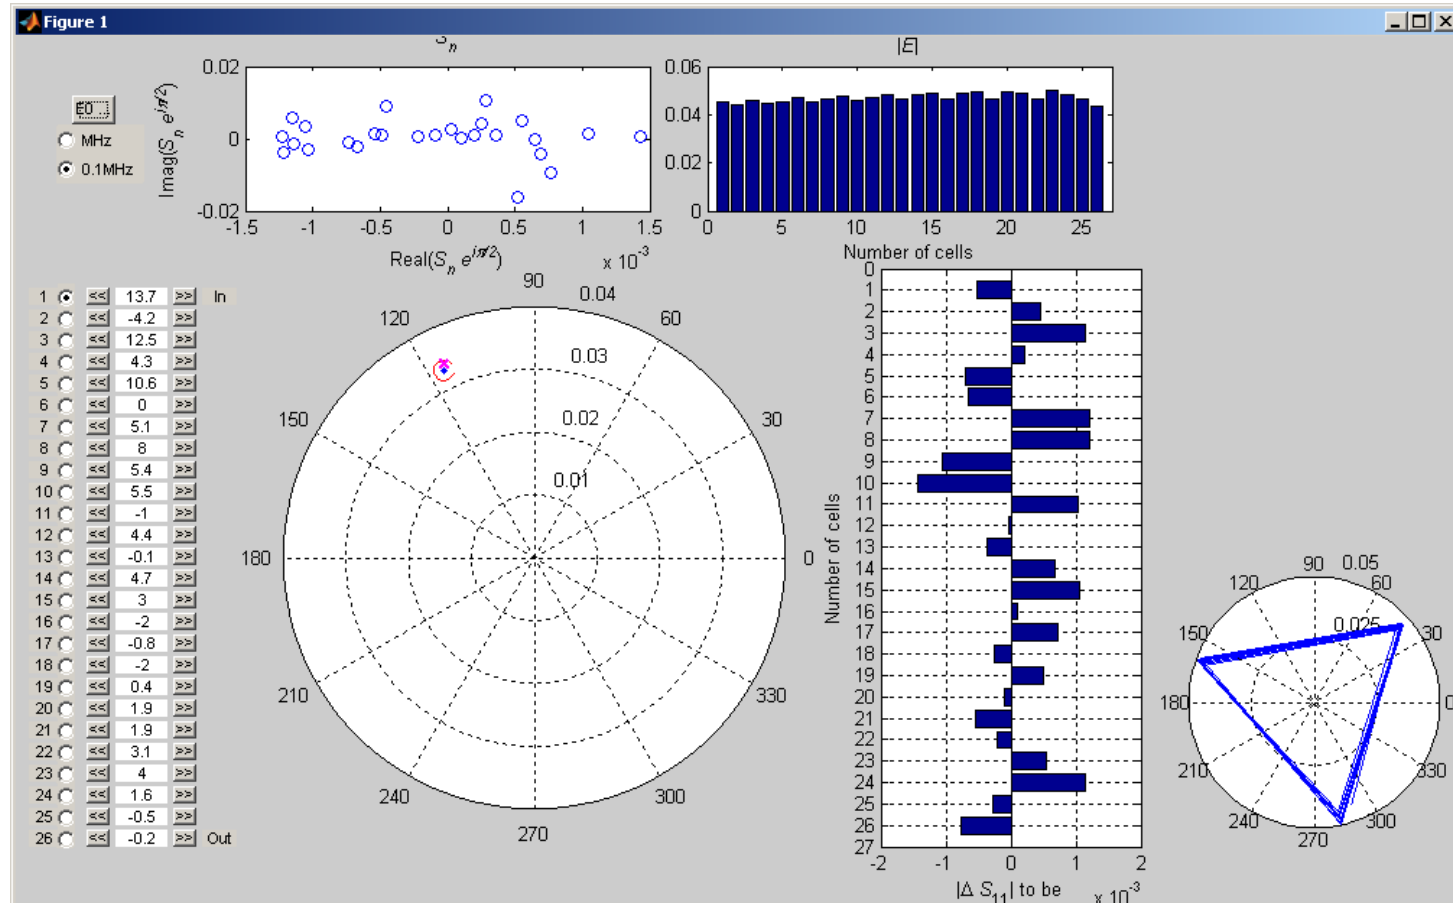 Figure 1
S_n
|E|
0.02
0
-0.02
Imag(S_n e^{iπ/2})
-1.5 -1 -0.5 0 0.5 1 1.5
Real(S_n e^{iπ/2})
x 10^{-3}
0.06
0.04
0.02
0
0 5 10 15 20 25
Number of cells
E0 ...
MHz
0.1MHz
1 << 13.7 >> In
2 << -4.2 >>
3 << 12.5 >>
4 << 4.3 >>
5 << 10.6 >>
6 << 0 >>
7 << 5.1 >>
8 << 8 >>
9 << 5.4 >>
10 << 5.5 >>
11 << -1 >>
12 << 4.4 >>
13 << -0.1 >>
14 << 4.7 >>
15 << 3 >>
16 << -2 >>
17 << -0.8 >>
18 << -2 >>
19 << 0.4 >>
20 << 1.9 >>
21 << 1.9 >>
22 << 3.1 >>
23 << 4 >>
24 << 1.6 >>
25 << -0.5 >>
26 << -0.2 >> Out
90
0.04
120
60
0.03
0.02
150
30
0.01
180
0
210
330
240
300
270
0
1
2
3
4
5
6
7
8
9
10
11
12
13
14
15
16
17
18
19
20
21
22
23
24
25
26
27
Number of cells
-2 -1 0 1 2
|Δ S_{11}| to be
x 10^{-3}
90
0.05
120
60
0.025
150
30
180
0
210
330
240
300
270